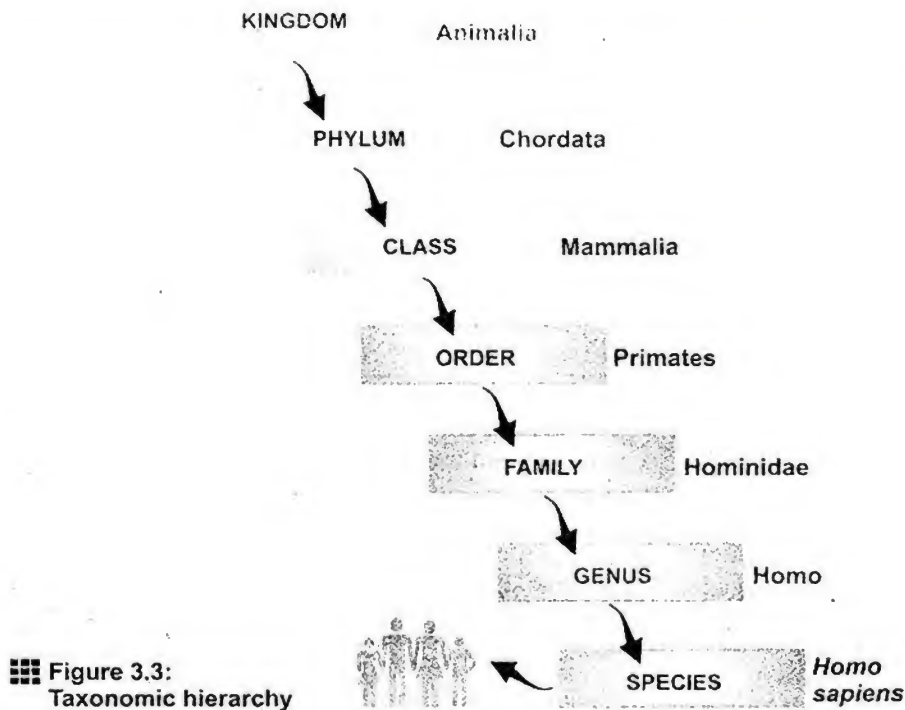 KINGDOM Animalia
PHYLUM Chordata
CLASS Mammalia
ORDER Primates
FAMILY Hominidae
GENUS Homo
SPECIES Homo sapiens
Figure 3.3:
Taxonomic hierarchy